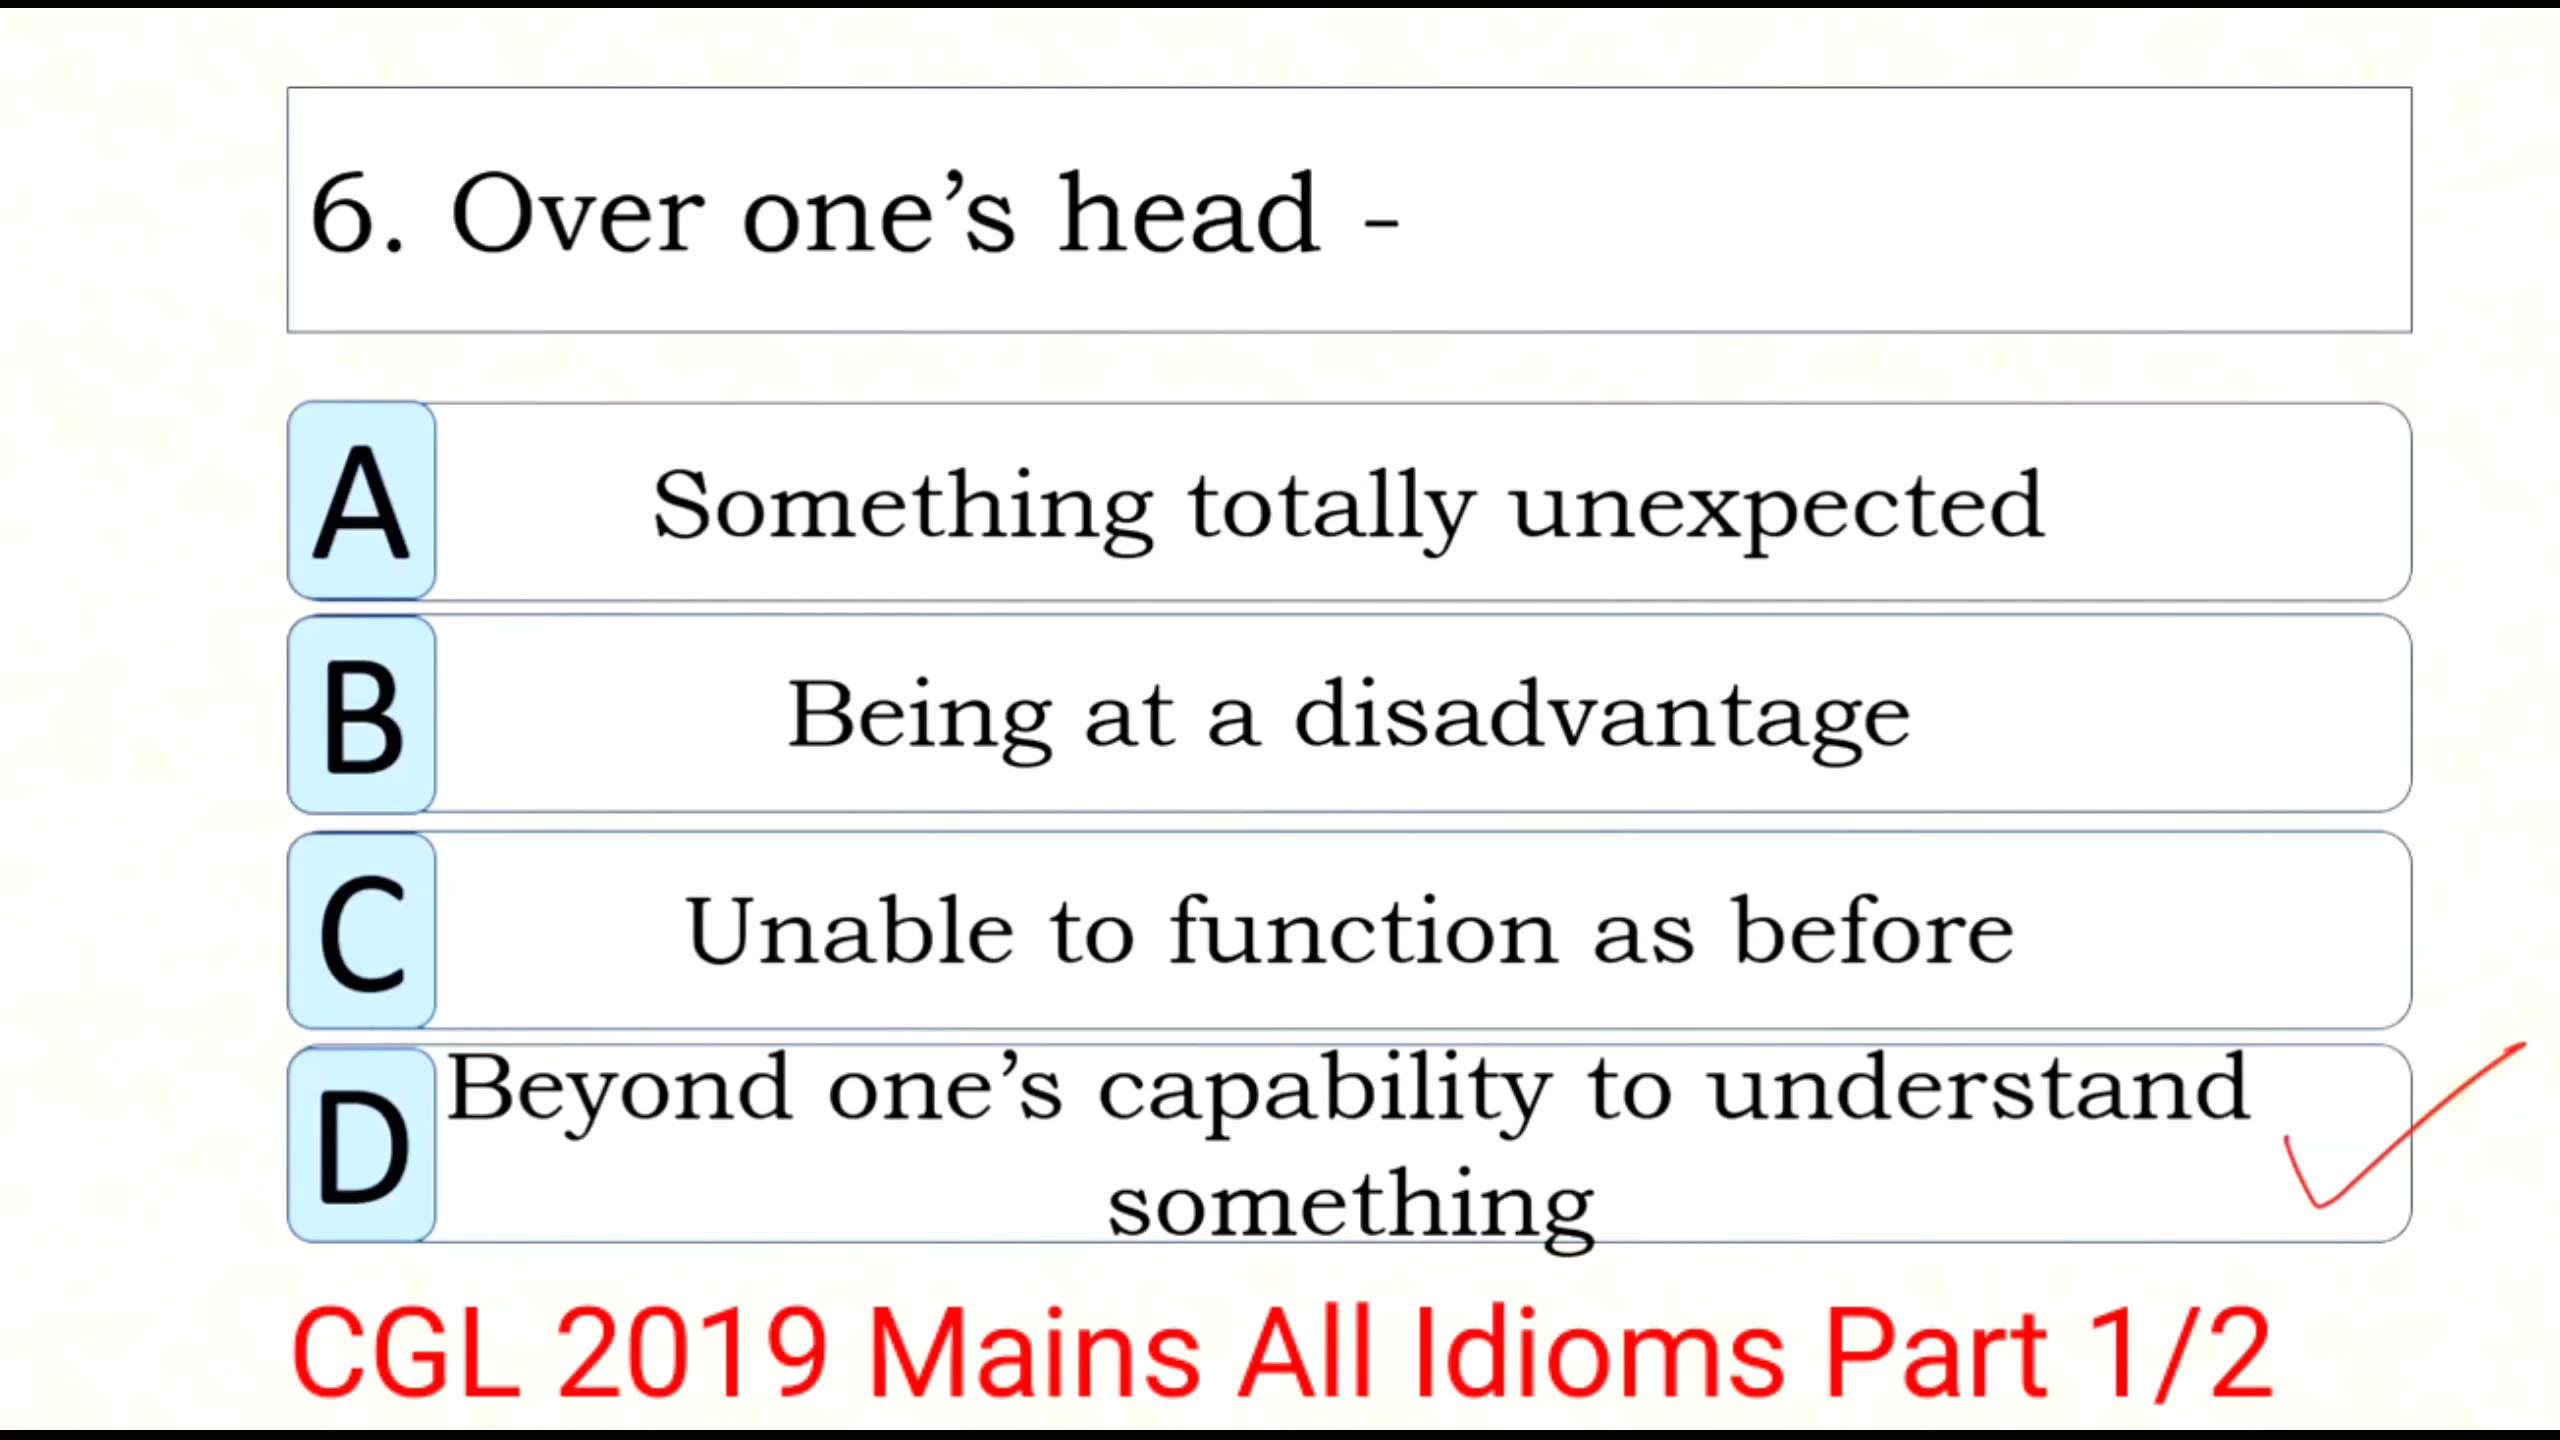 6. Over one’s head -
A Something totally unexpected
B Being at a disadvantage
C Unable to function as before
D Beyond one’s capability to understand
something
CGL 2019 Mains All Idioms Part 1/2